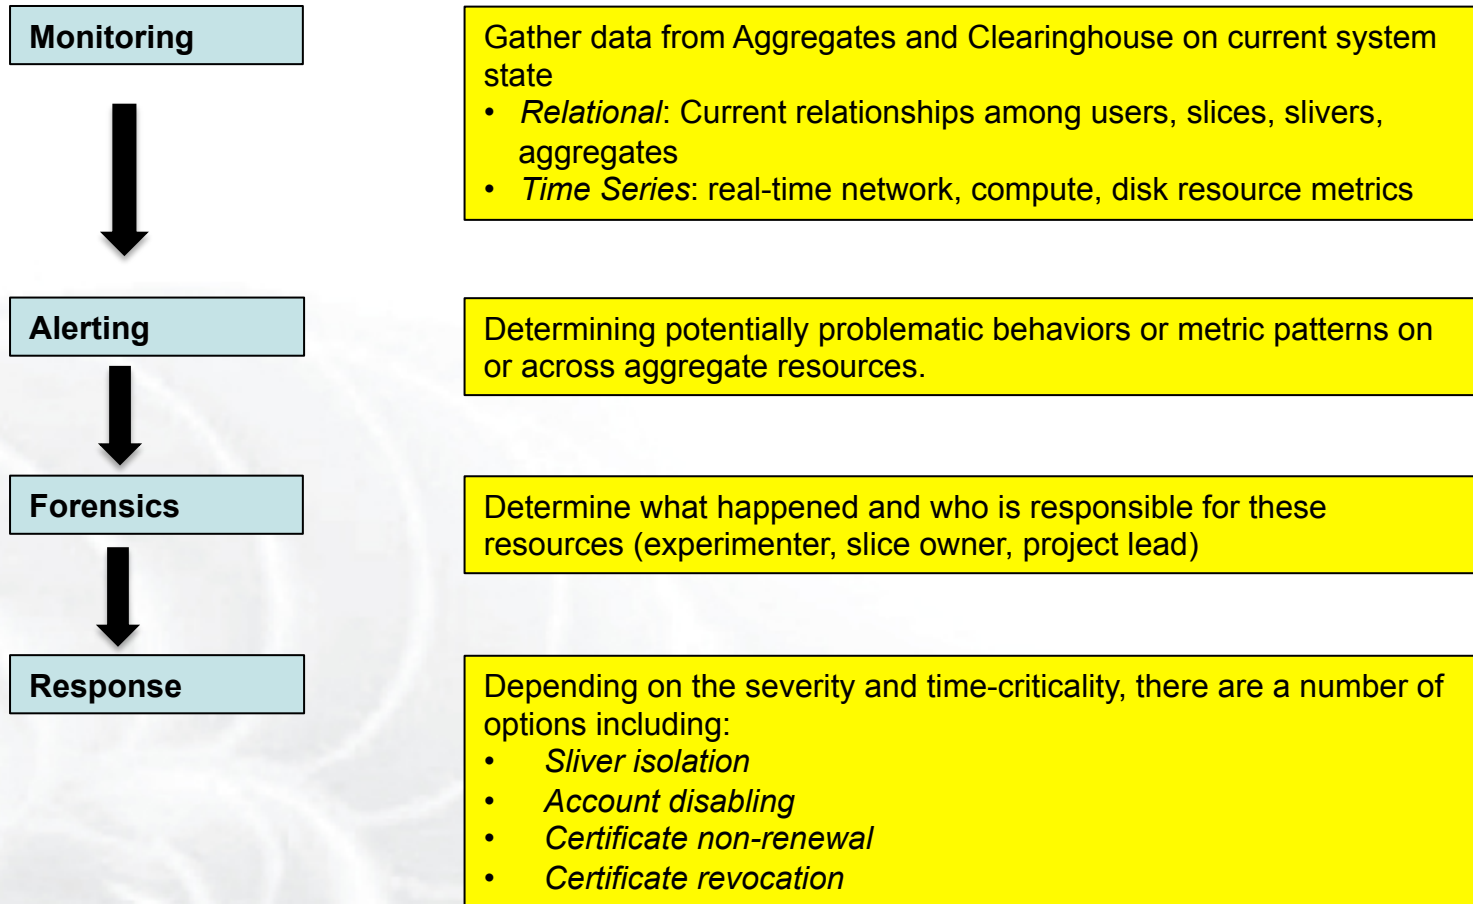 Monitoring
Gather data from Aggregates and Clearinghouse on current system
state
• Relational: Current relationships among users, slices, slivers,
aggregates
• Time Series: real-time network, compute, disk resource metrics
Alerting
Determining potentially problematic behaviors or metric patterns on
or across aggregate resources.
Forensics
Determine what happened and who is responsible for these
resources (experimenter, slice owner, project lead)
Response
Depending on the severity and time-criticality, there are a number of
options including:
• Sliver isolation
• Account disabling
• Certificate non-renewal
• Certificate revocation